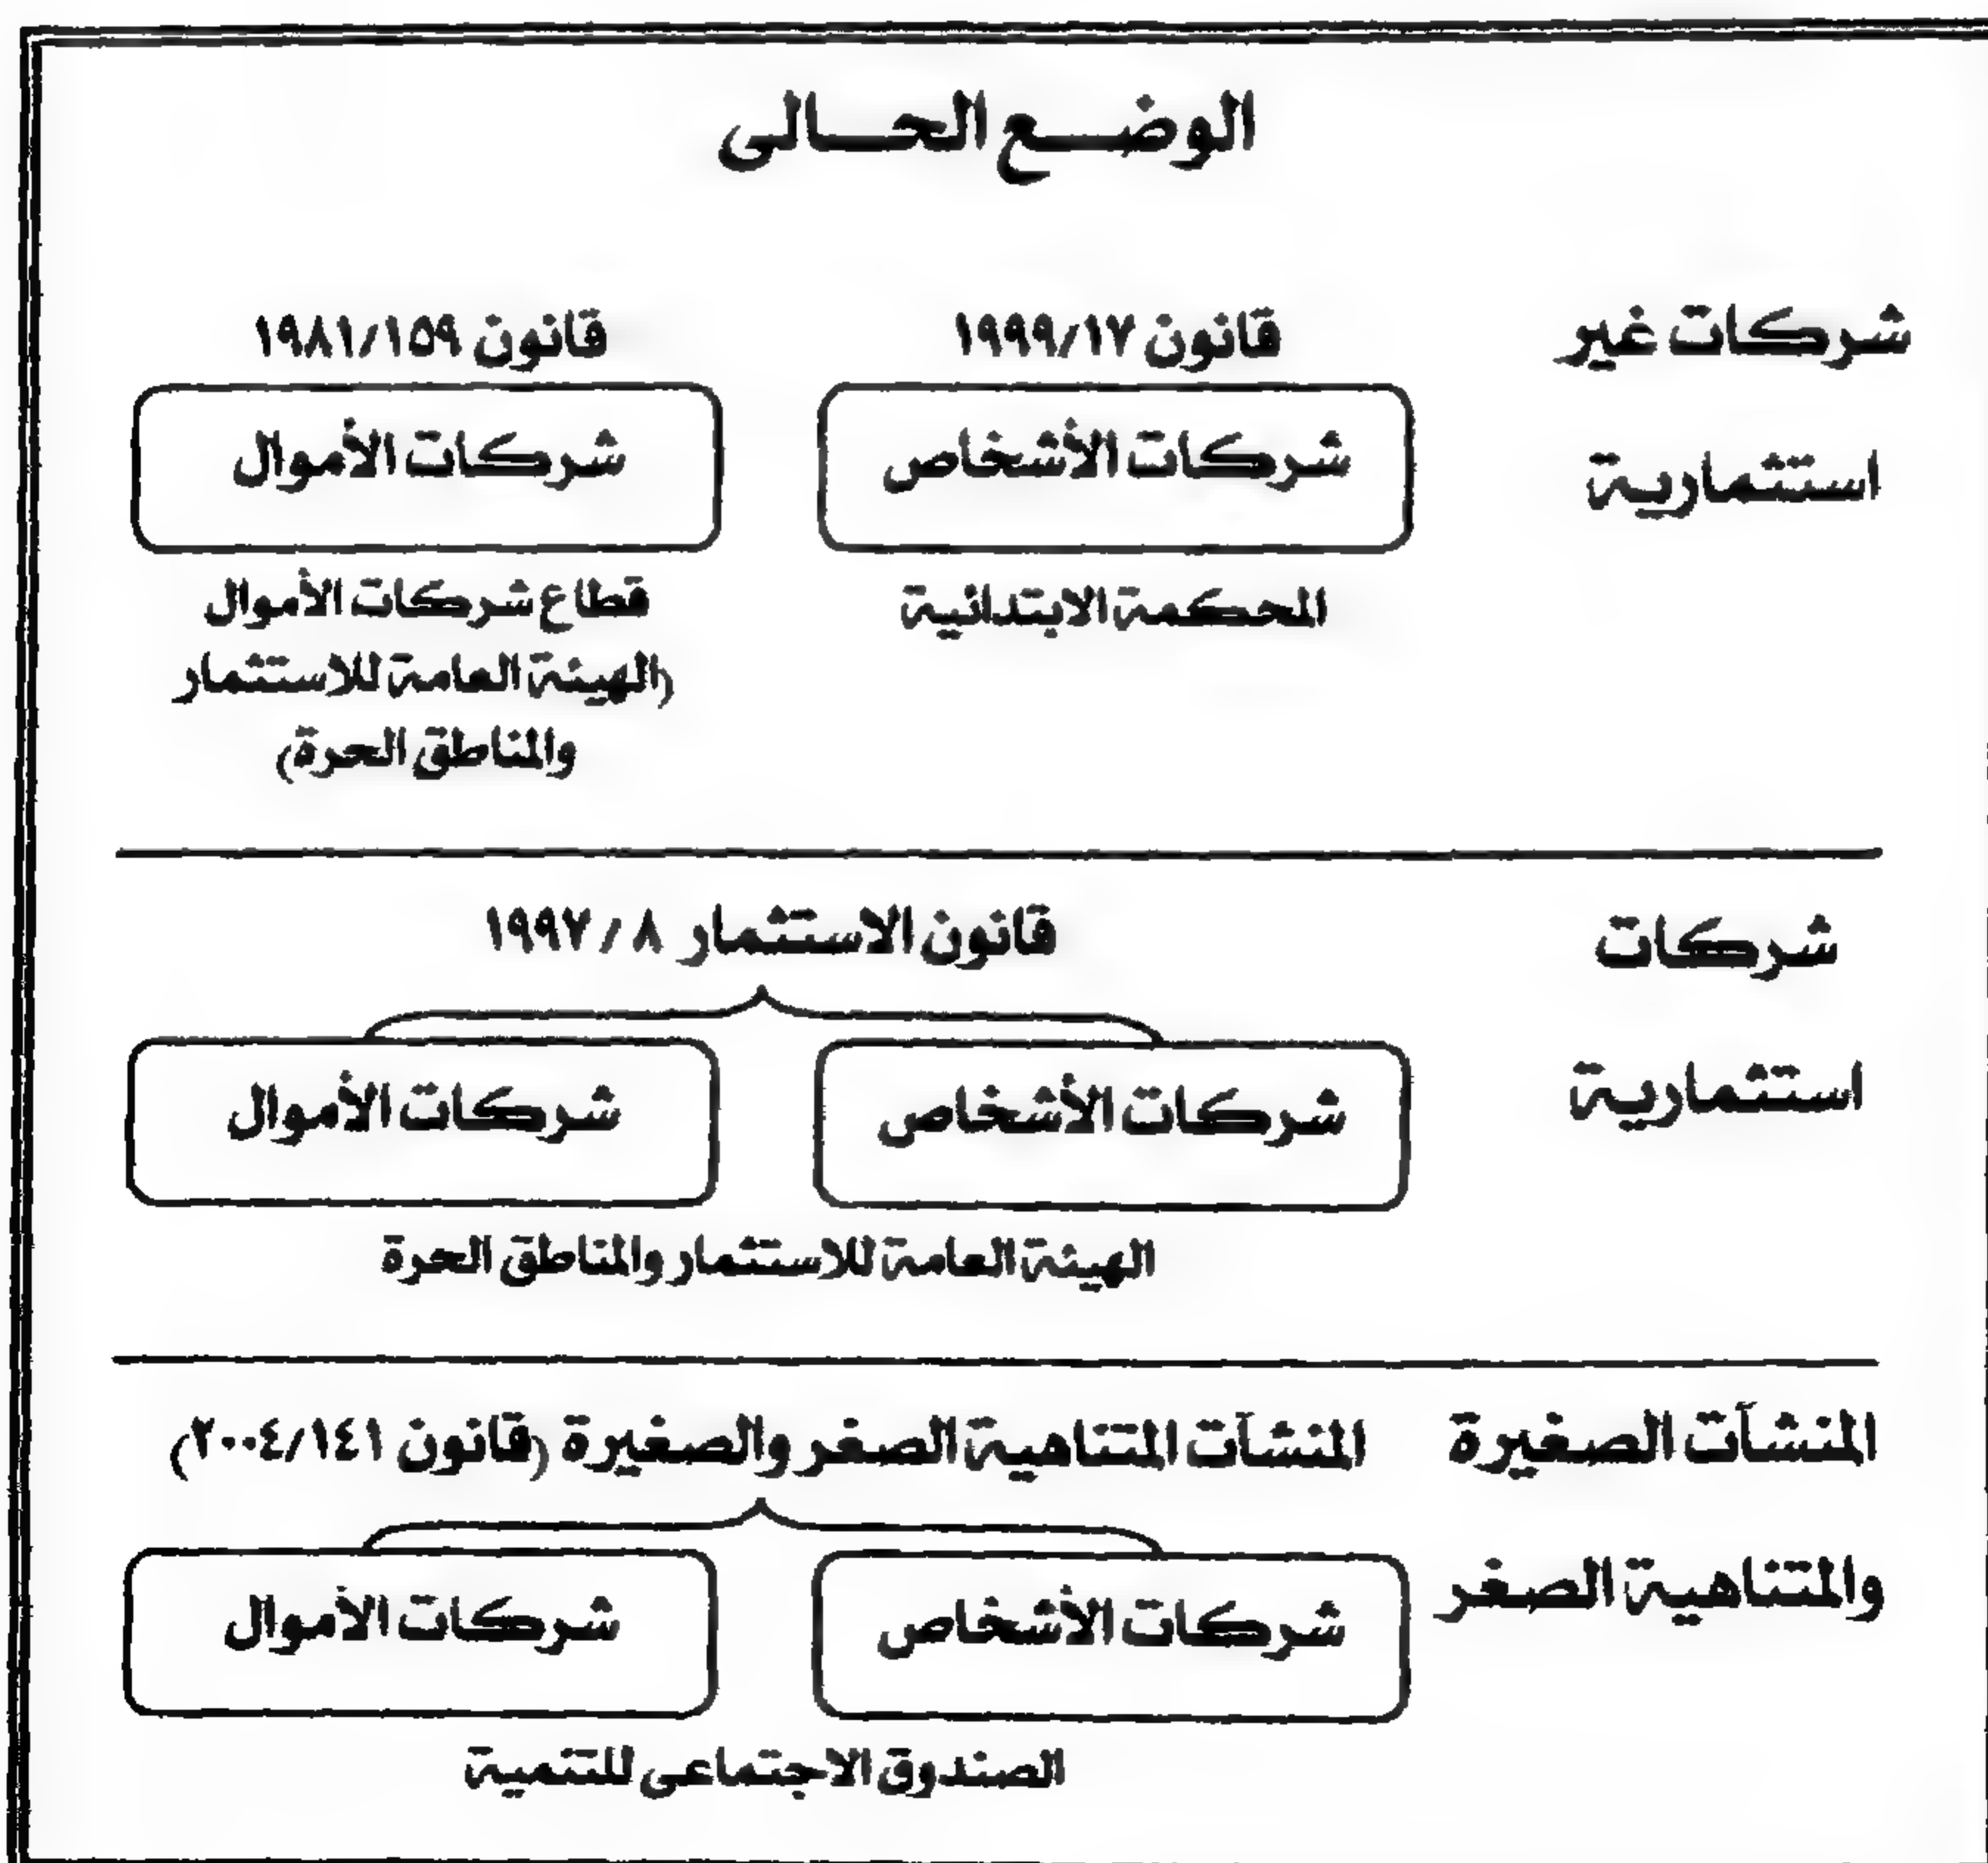 الوضع الحالى
شركات غير
استثمارية
قانون ١٩٩٩/١٧
شركات الأشخاص
المحكمة الابتدائية
قانون ١٩٨١/١٥٩
شركات الأموال
قطاع شركات الأموال
(الهيئة العامة للاستثمار
والمناطق الحرة)
شركات
استثمارية
قانون الاستثمار ١٩٩٧/٨
شركات الأشخاص
شركات الأموال
الهيئة العامة للاستثمار والمناطق الحرة
المنشآت الصغيرة
والمتناهية الصغر
المنشآت المتناهية الصغر والصغيرة (قانون ٢٠٠٤/١٤١)
شركات الأشخاص
شركات الأموال
الصندوق الاجتماعى للتنمية